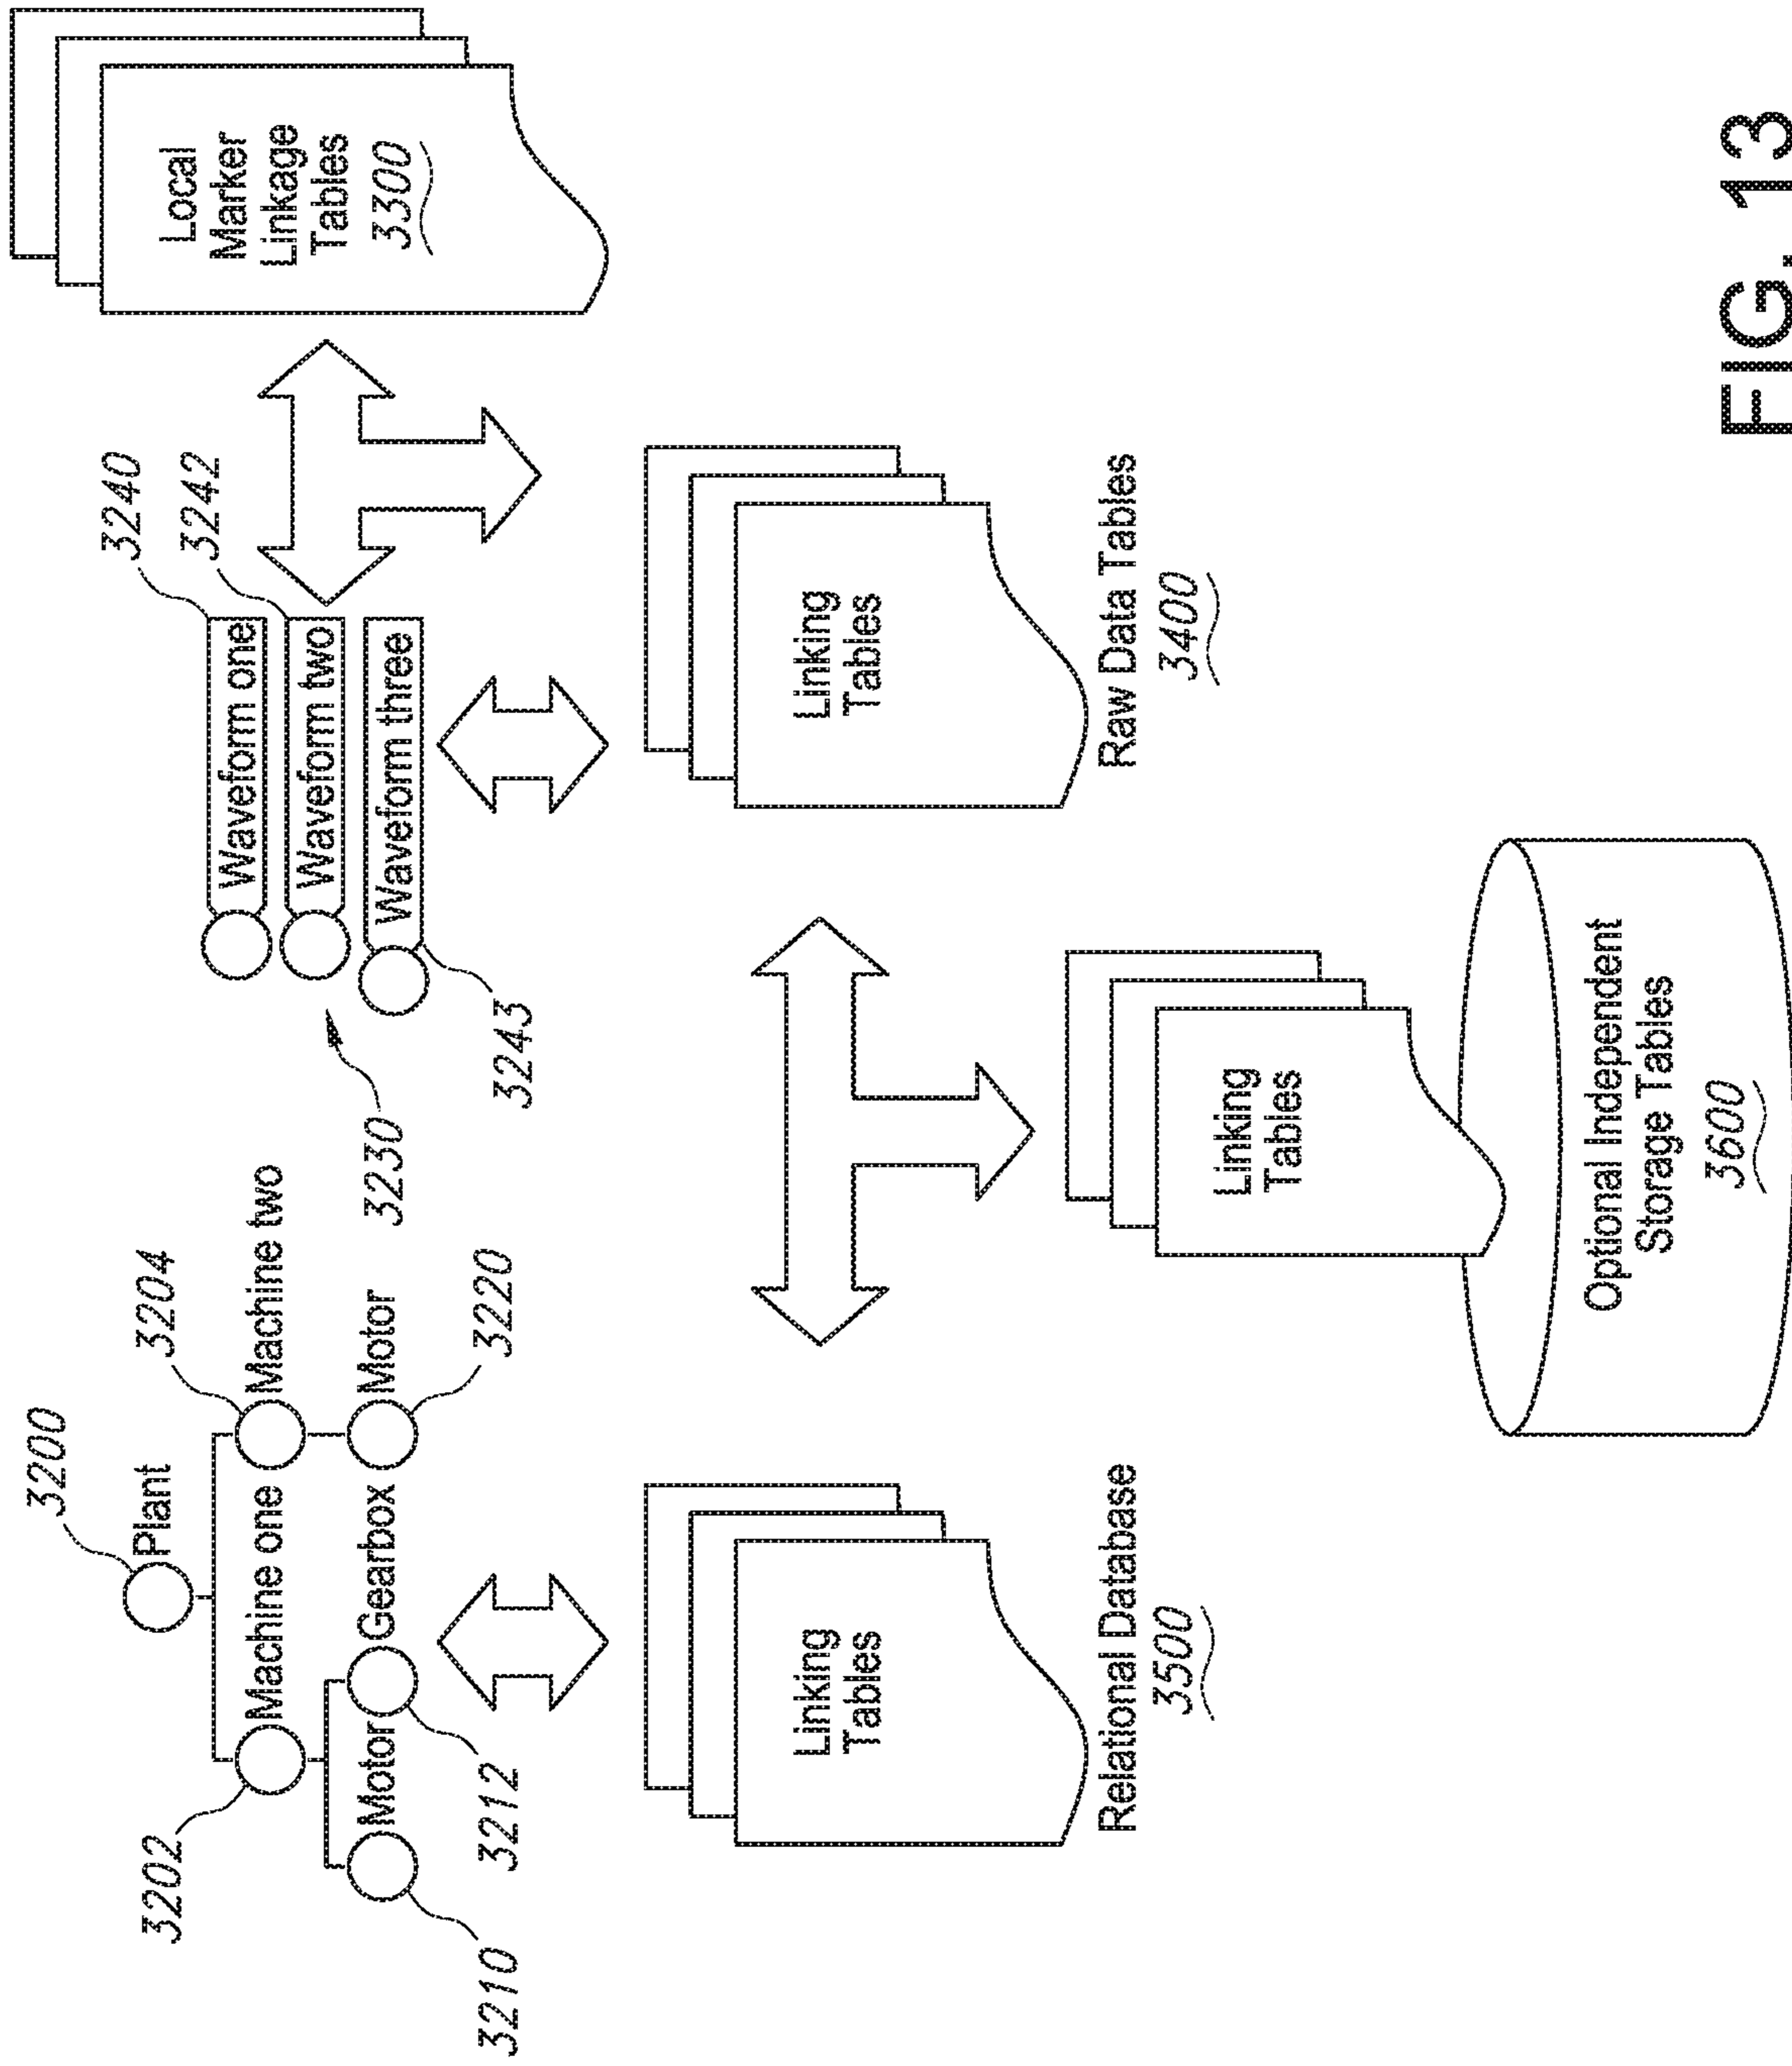 3200
Plant
3202
Machine one
3204
Machine two
3210
Motor
3212
Gearbox
Motor
3220
3230
Waveform one
3240
Waveform two
3242
Waveform three
3243
Local
Marker
Linkage
Tables
3300
Linking
Tables
Relational Database
3500
Linking
Tables
Raw Data Tables
3400
Linking
Tables
Optional Independent
Storage Tables
3600
FIG. 13